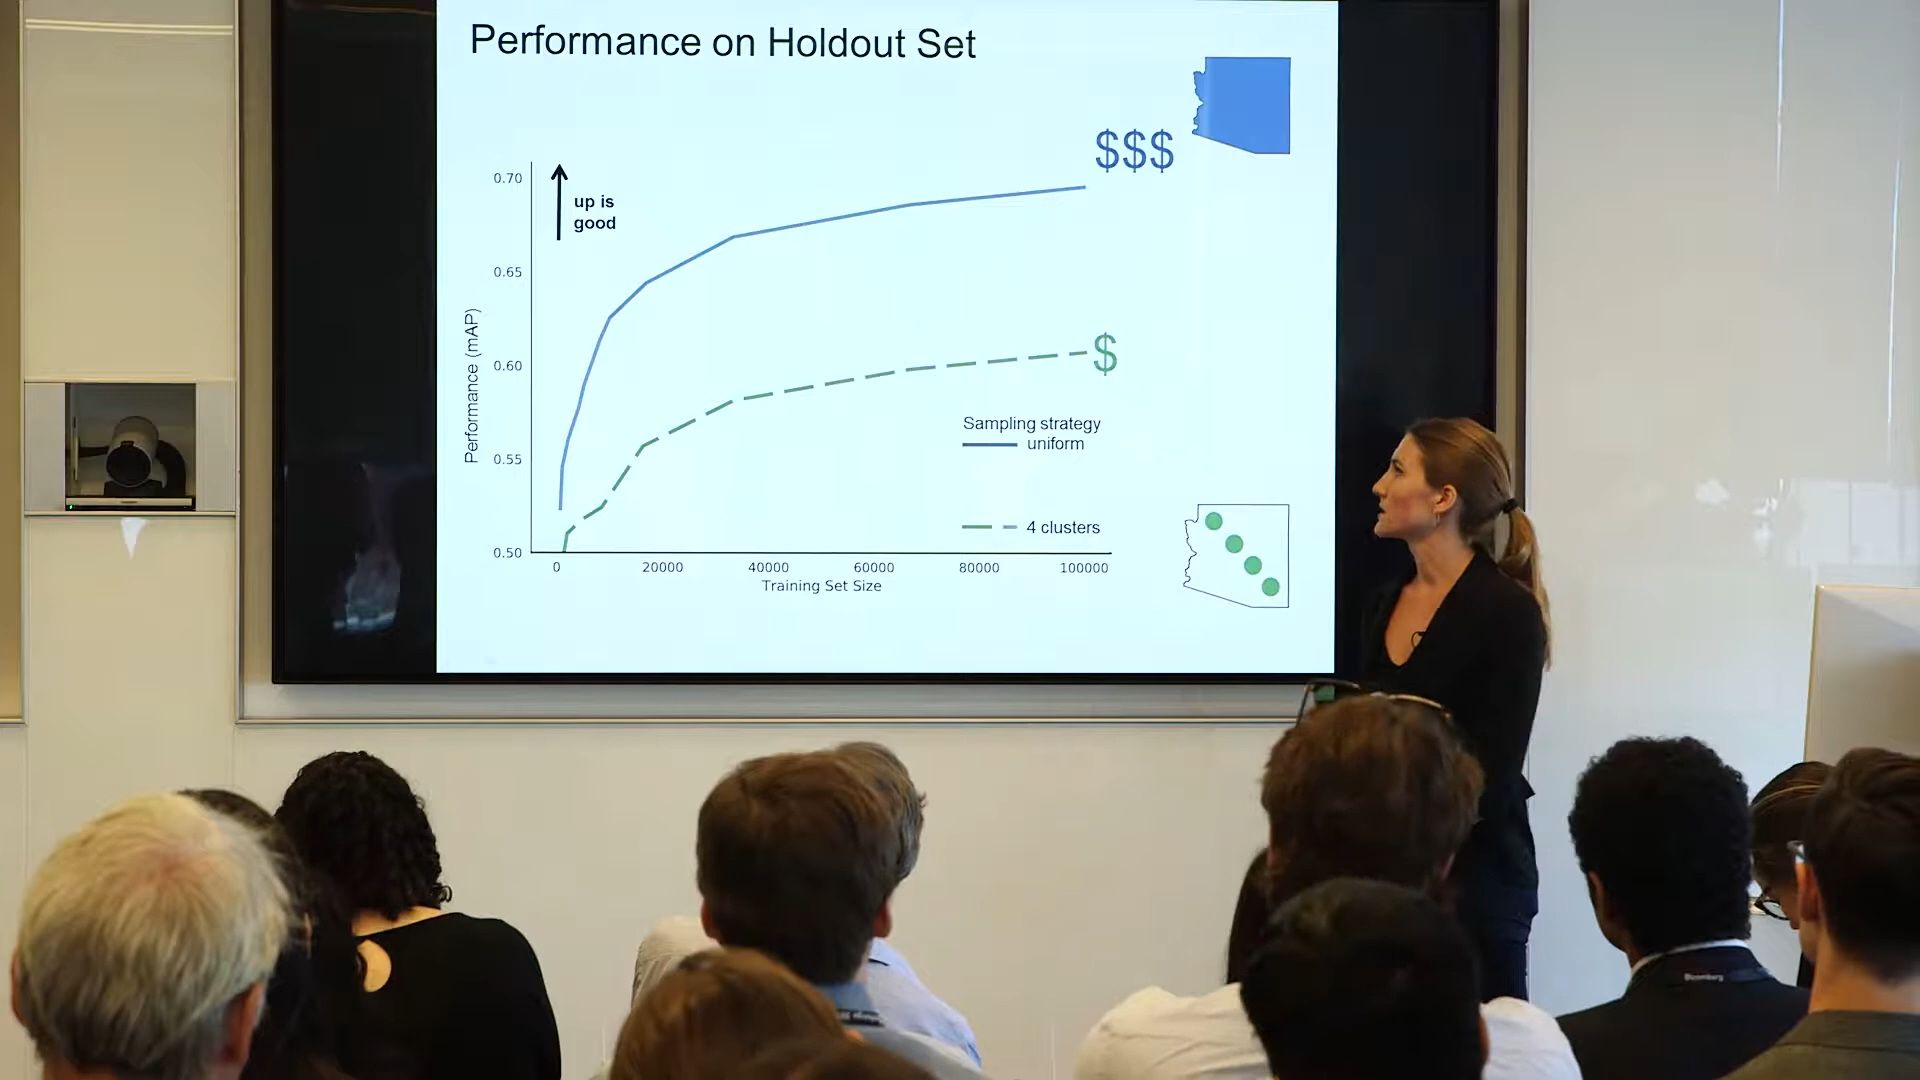 Performance on Holdout Set
$$$
0.70
up is
good
0.65
0.60
$
Performance (mAP)
Sampling strategy
uniform
0.55
4 clusters
0.50
0 20000 40000 60000 80000 100000
Training Set Size
Bloomberg